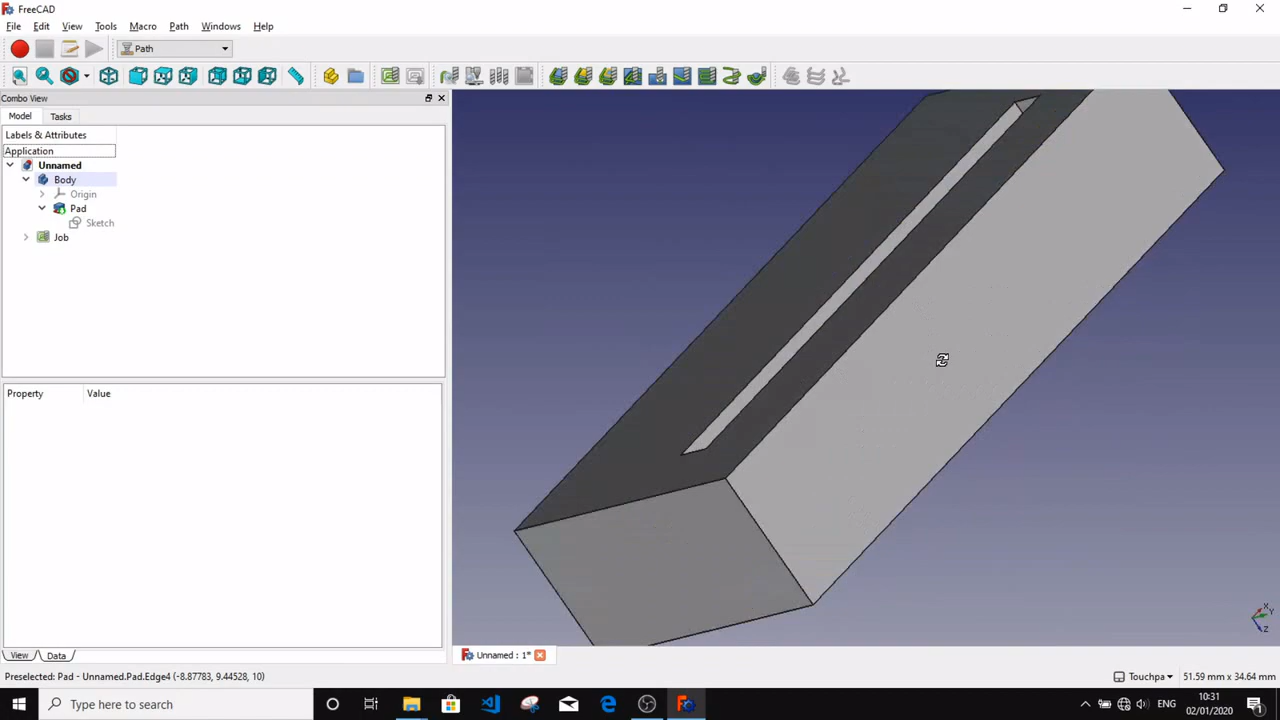 FreeCAD
File Edit View Tools Macro Path Windows Help
Path
Combo View
Model Tasks
Labels & Attributes
Application
Unnamed
Body
Origin
Pad
Sketch
Job
Property Value
View Data
Unnamed : 1*
X
Y
Z
Preselected: Pad - Unnamed.Pad.Edge4 (-8.87783, 9.44528, 10)
Touchpa 51.59 mm x 34.64 mm
Type here to search
ENG
10:31
02/01/2020
1